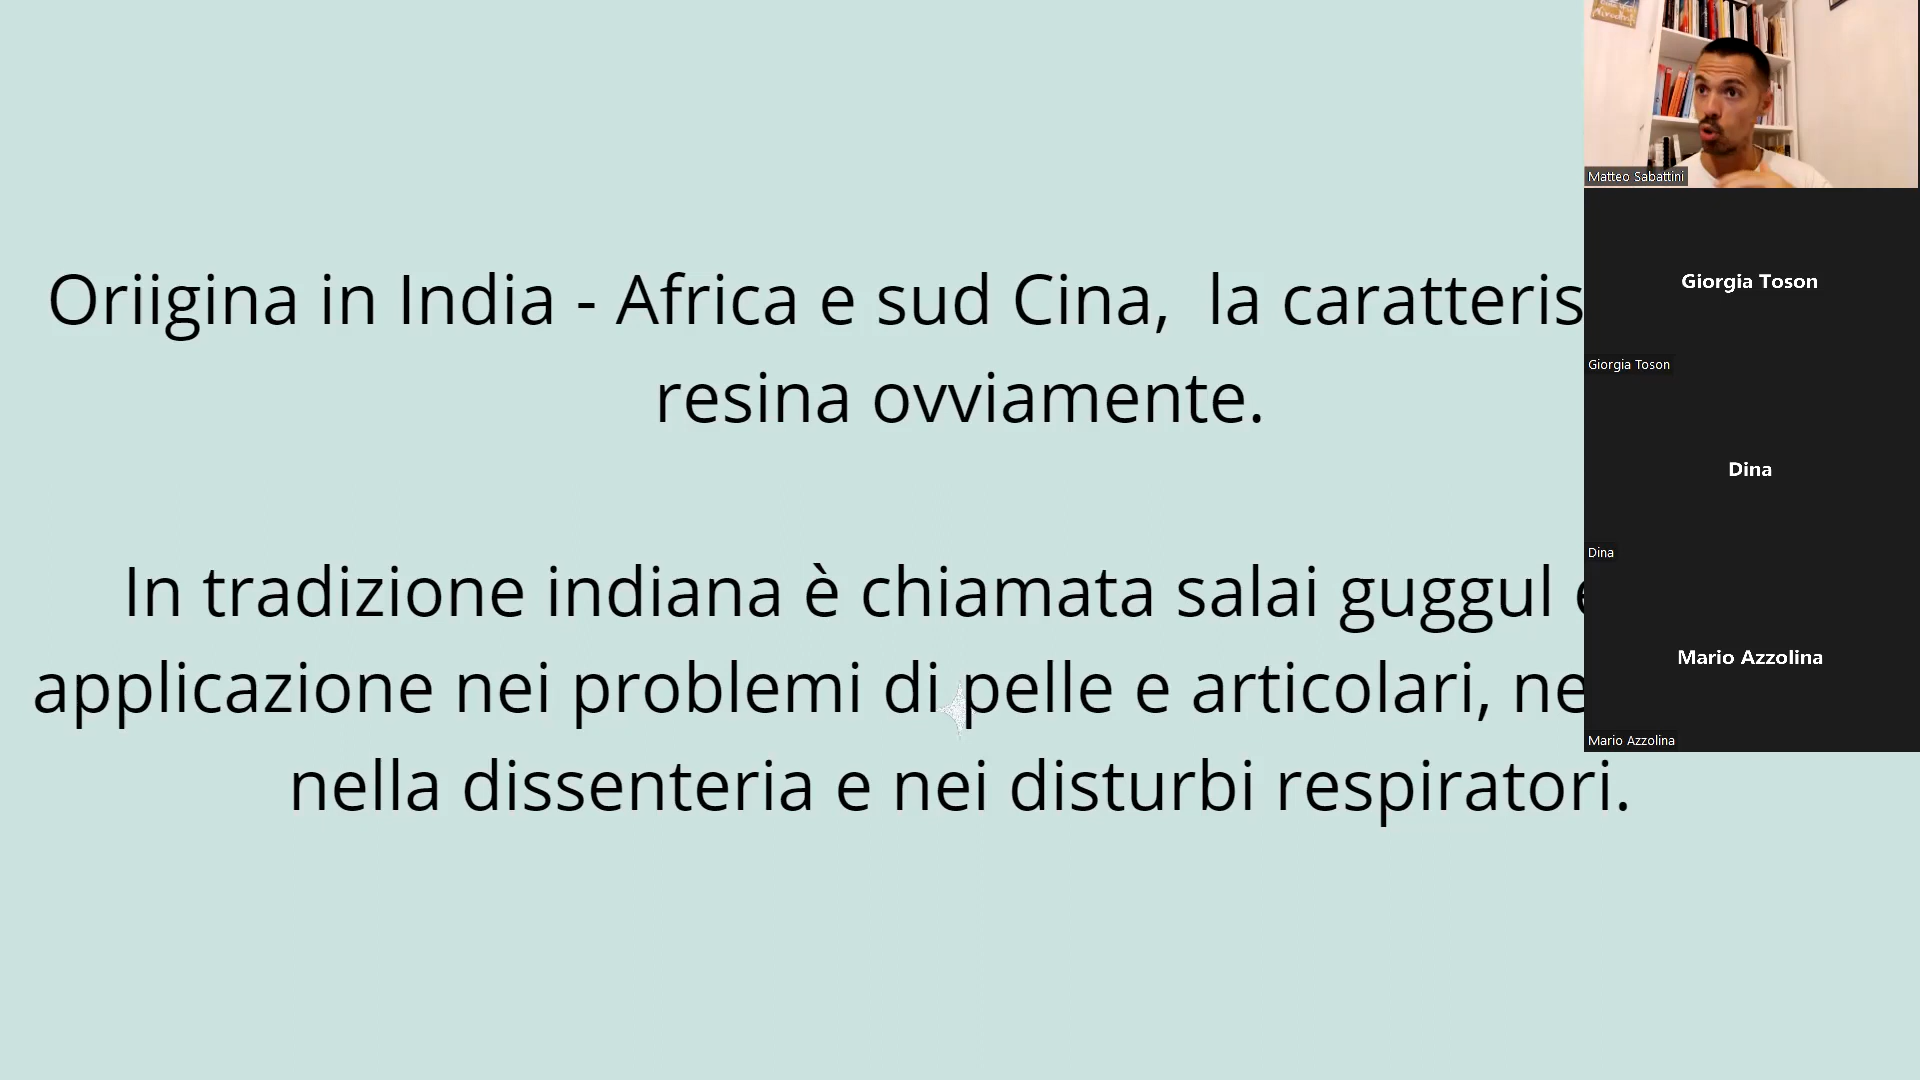 Oriigina in India - Africa e sud Cina, la caratteris
resina ovviamente.
In tradizione indiana è chiamata salai guggul
applicazione nei problemi di pelle e articolari, ne
nella dissenteria e nei disturbi respiratori.
Matteo Sabattini
Giorgia Toson
Giorgia Toson
Dina
Dina
Mario Azzolina
Mario Azzolina